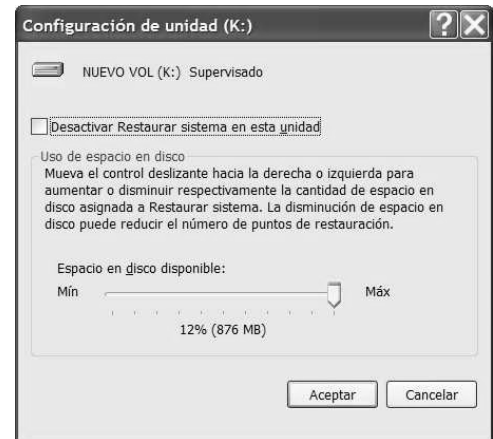 Configuración de unidad (K:)
NUEVO VOL (K:) Supervisado
Desactivar Restaurar sistema en esta unidad
Uso de espacio en disco
Mueva el control deslizante hacia la derecha o izquierda para
aumentar o disminuir respectivamente la cantidad de espacio en
disco asignada a Restaurar sistema. La disminución de espacio en
disco puede reducir el número de puntos de restauración.
Espacio en disco disponible:
Mín Máx
12% (876 MB)
Aceptar Cancelar